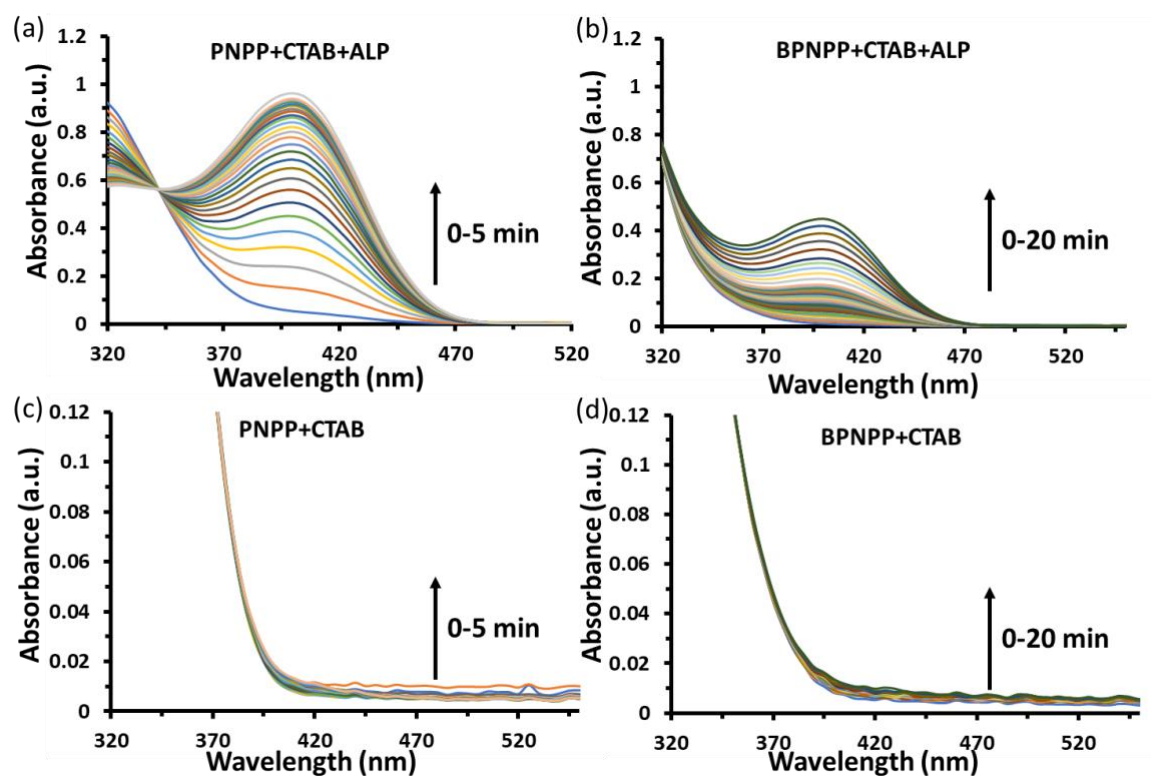 (a)
PNPP+CTAB+ALP
Absorbance (a.u.)
1.2
1
0.8
0.6
0.4
0.2
0
0-5 min
320 370 420 470 520
Wavelength (nm)
(b)
BPNPP+CTAB+ALP
Absorbance (a.u.)
1.2
1
0.8
0.6
0.4
0.2
0
0-20 min
320 370 420 470 520
Wavelength (nm)
(c)
PNPP+CTAB
Absorbance (a.u.)
0.12
0.1
0.08
0.06
0.04
0.02
0
0-5 min
320 370 420 470 520
Wavelength (nm)
(d)
BPNPP+CTAB
Absorbance (a.u.)
0.12
0.1
0.08
0.06
0.04
0.02
0
0-20 min
320 370 420 470 520
Wavelength (nm)